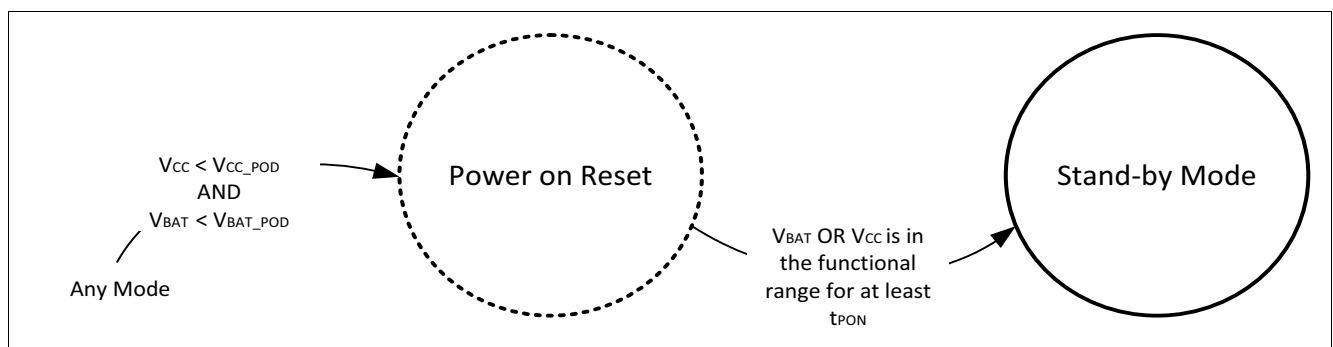 Any Mode
VCC < VCC_POD
AND
VBAT < VBAT_POD
Power on Reset
VBAT OR VCC is in
the functional
range for at least
tPON
Stand-by Mode